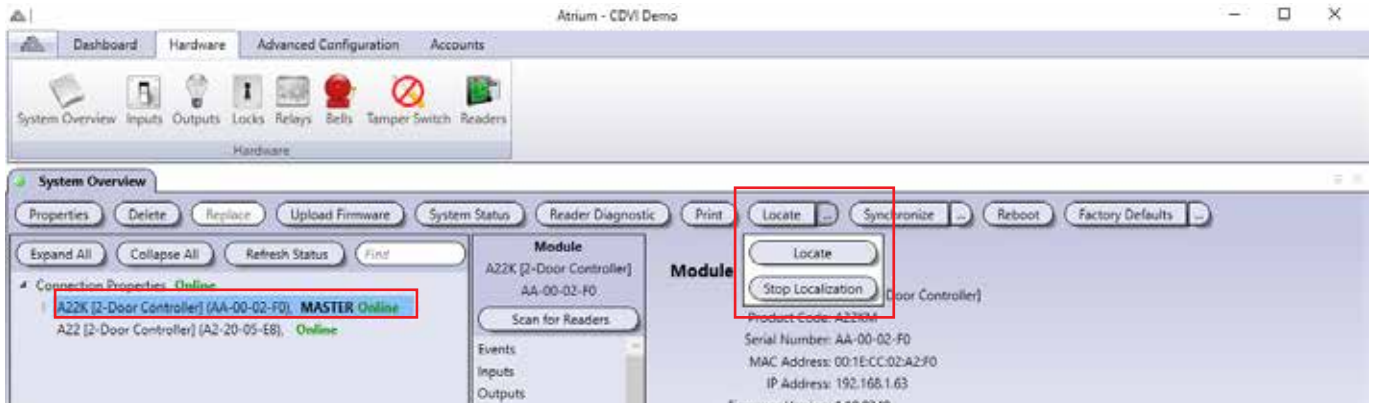 Atrium - CDVI Demo
Dashboard Hardware Advanced Configuration Accounts
System Overview Inputs Outputs Locks Relays Bells Tamper Switch Readers
Hardware
System Overview
Properties Delete Replace Upload Firmware System Status Reader Diagnostic Print Locate ... Synchronize ... Reboot Factory Defaults ...
Expand All Collapse All Refresh Status Find
Connection Properties Online
A22K [2-Door Controller] (AA-00-02-F0), MASTER Online
A22 [2-Door Controller] (A2-20-05-E8), Online
Module
A22K [2-Door Controller]
AA-00-02-F0
Scan for Readers
Events
Inputs
Outputs
Locate
Stop Localization
Module
Door Controller]
Product Code: A22KM
Serial Number: AA-00-02-F0
MAC Address: 00:1E:CC:02:A2:F0
IP Address: 192.168.1.63